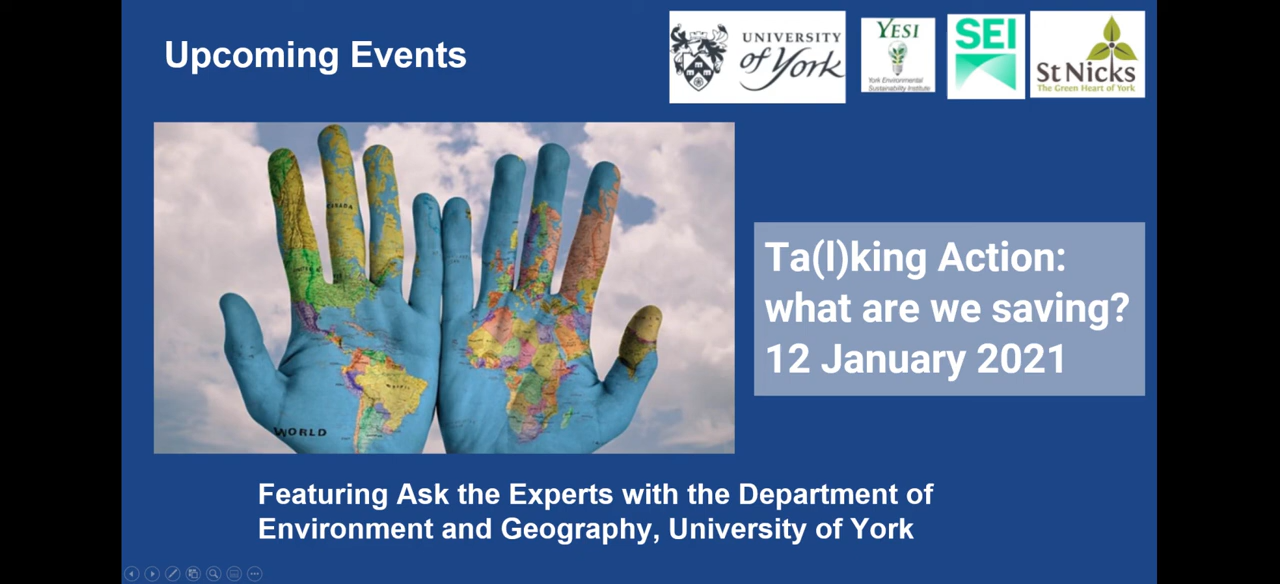 Upcoming Events
UNIVERSITY
of York
YESI
York Environmental
Sustainability Institute
SEI
St Nicks
The Green Heart of York
CANADA
BRAZIL
WORLD
Ta(l)king Action:
what are we saving?
12 January 2021
Featuring Ask the Experts with the Department of
Environment and Geography, University of York